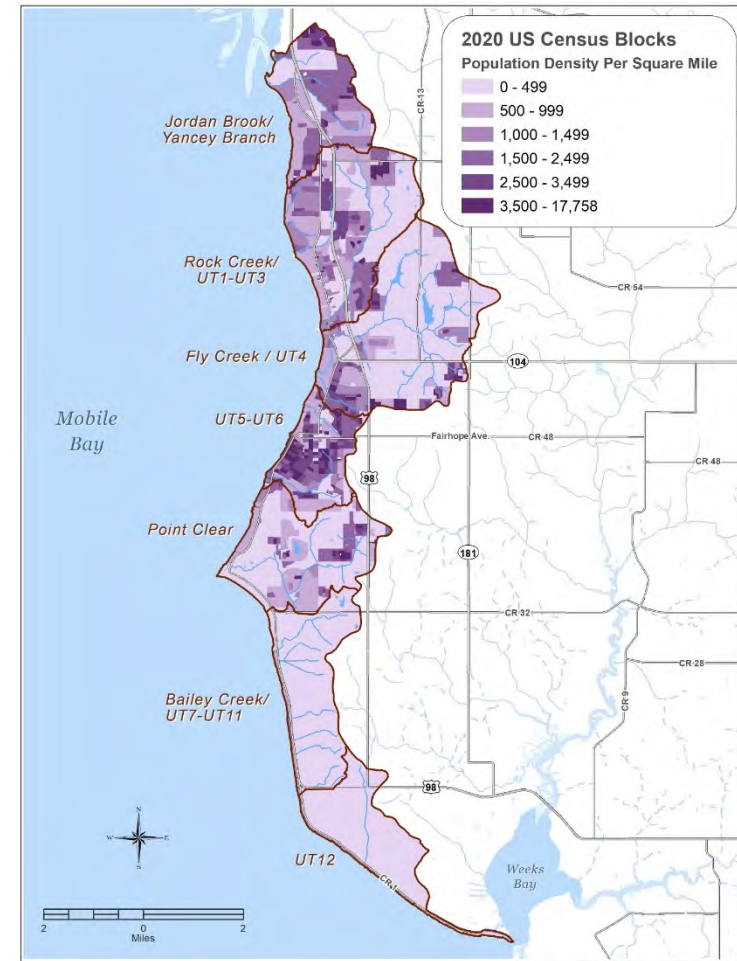 2020 US Census Blocks
Population Density Per Square Mile
0 - 499
500 - 999
1,000 - 1,499
1,500 - 2,499
2,500 - 3,499
3,500 - 17,758
CR 13
Jordan Brook/
Yancey Branch
Rock Creek/
UT1-UT3
CR 54
Fly Creek / UT4
104
UT5-UT6
Mobile
Bay
Fairhope Ave.
CR 48
CR 48
98
Point Clear
181
CR 32
CR 28
CR 9
Bailey Creek/
UT7-UT11
98
N
W
E
S
UT12
CR 1
Weeks
Bay
2
0
2
Miles